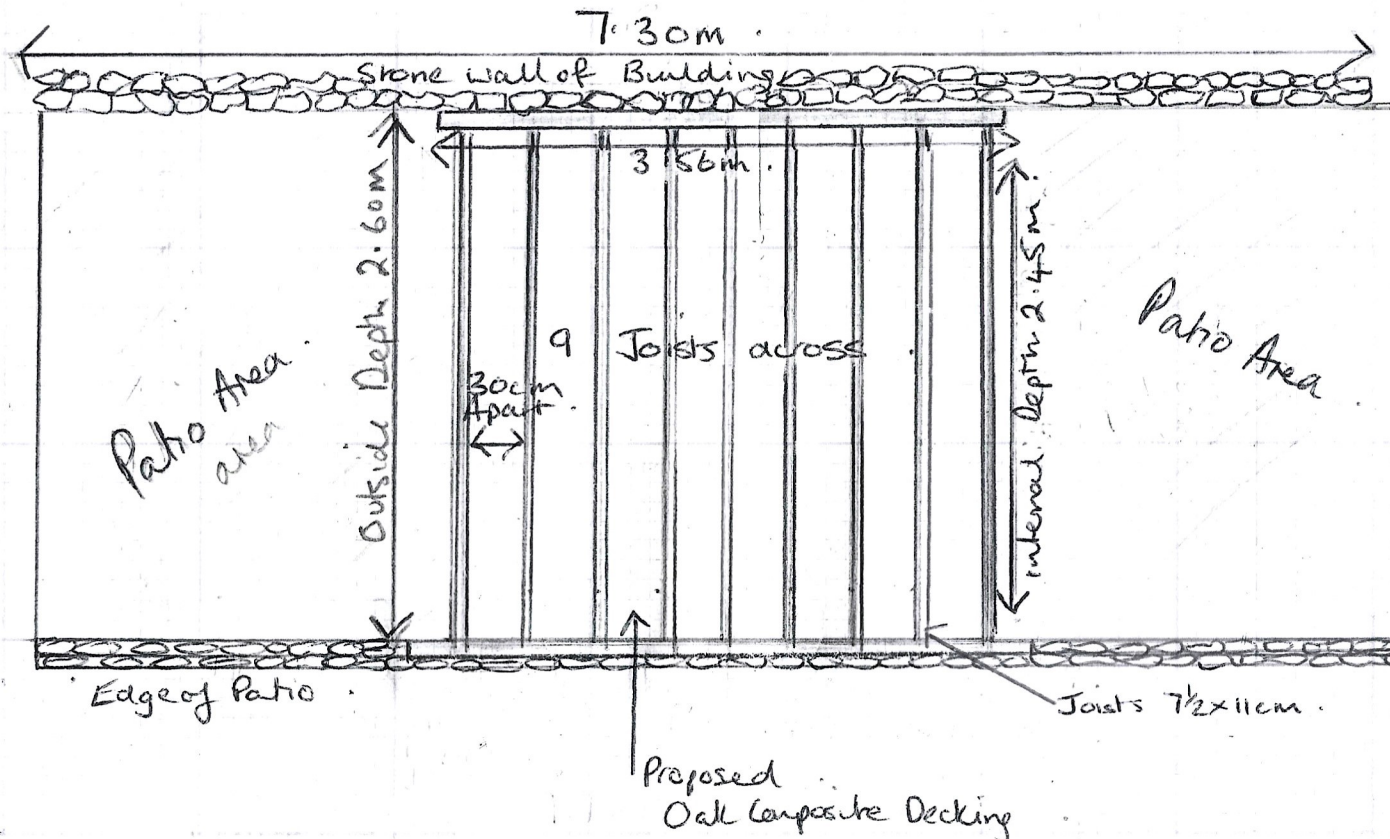 7.30m.
Stone wall of Building
3.56m.
Outside Depth 2.60m
internal Depth 2.45m.
9 Joists across.
30cm
Apart.
Patio Area
area
Patio Area.
Edge of Patio.
Joists 7½x11cm.
Proposed
Oak Composite Decking